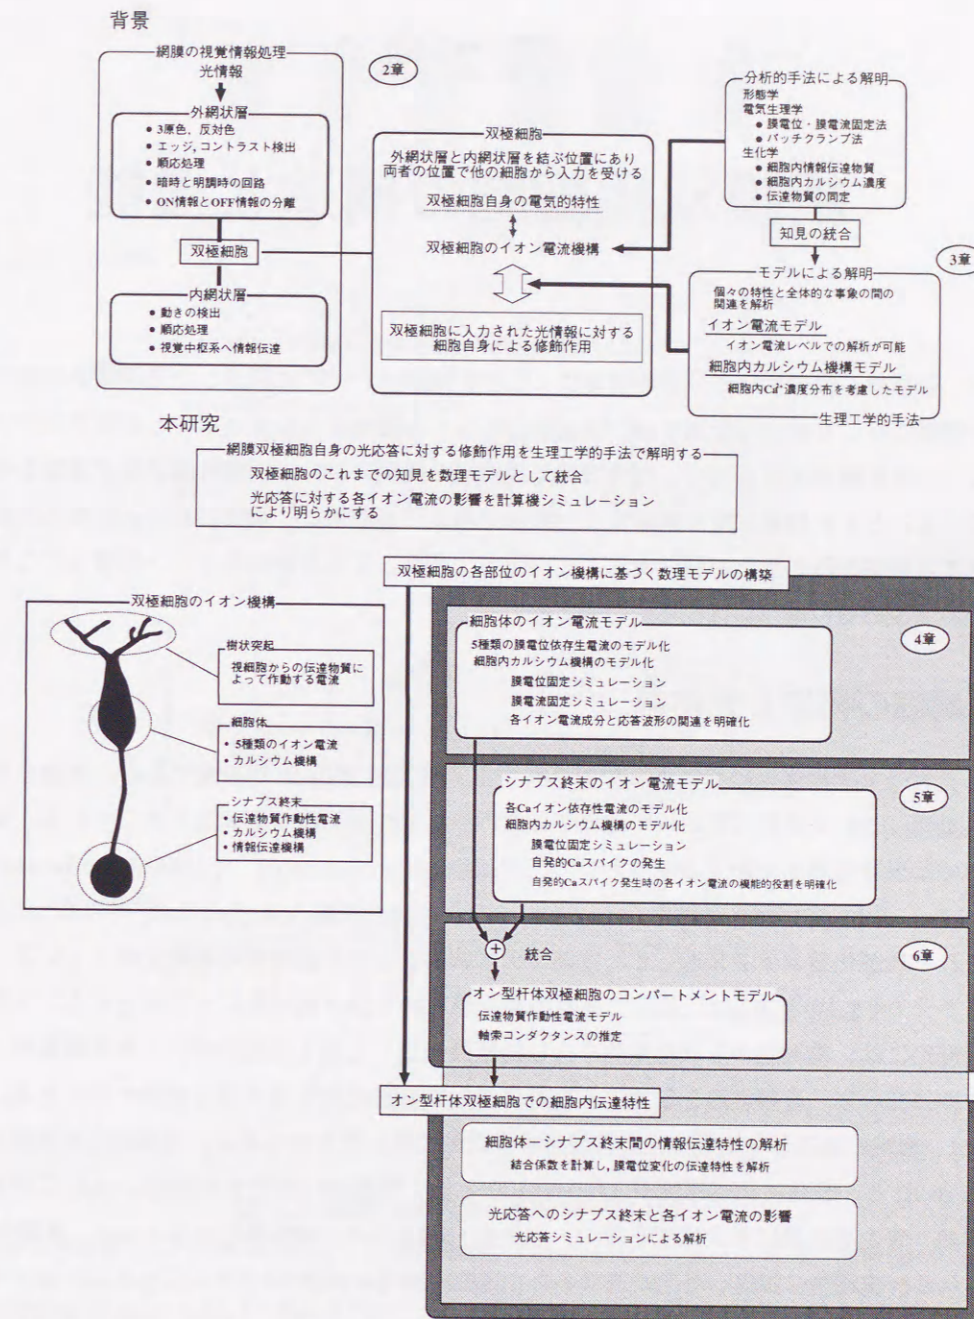 背景
網膜の視覚情報処理
光情報
2章
外網状層
● 3原色、反対色
● エッジ, コントラスト検出
● 順応処理
● 暗時と明調時の回路
● ON情報とOFF情報の分離
双極細胞
内網状層
● 動きの検出
● 順応処理
● 視覚中枢系へ情報伝達
双極細胞
外網状層と内網状層を結ぶ位置にあり
両者の位置で他の細胞から入力を受ける
双極細胞自身の電気的特性
双極細胞のイオン電流機構
双極細胞に入力された光情報に対する
細胞自身による修飾作用
分析的手法による解明
形態学
電気生理学
● 膜電位・膜電流固定法
● パッチクランプ法
生化学
● 細胞内情報伝達物質
● 細胞内カルシウム濃度
● 伝達物質の同定
知見の統合
3章
モデルによる解明
個々の特性と全体的な事象の間の
関連を解析
イオン電流モデル
イオン電流レベルでの解析が可能
細胞内カルシウム機構モデル
細胞内Ca²⁺濃度分布を考慮したモデル
生理工学的手法
本研究
網膜双極細胞自身の光応答に対する修飾作用を生理工学的手法で解明する
双極細胞のこれまでの知見を数理モデルとして統合
光応答に対する各イオン電流の影響を計算機シミュレーション
により明らかにする
双極細胞の各部位のイオン機構に基づく数理モデルの構築
双極細胞のイオン機構
樹状突起
視細胞からの伝達物質に
よって作動する電流
細胞体
• 5種類のイオン電流
• カルシウム機構
シナプス終末
• 伝達物質作動性電流
• カルシウム機構
• 情報伝達機構
細胞体のイオン電流モデル
4章
5種類の膜電位依存生電流のモデル化
細胞内カルシウム機構のモデル化
膜電位固定シミュレーション
膜電流固定シミュレーション
各イオン電流成分と応答波形の関連を明確化
シナプス終末のイオン電流モデル
5章
各Caイオン依存性電流のモデル化
細胞内カルシウム機構のモデル化
膜電位固定シミュレーション
自発的Caスパイクの発生
自発的Caスパイク発生時の各イオン電流の機能的役割を明確化
+
統合
6章
オン型杆体双極細胞のコンパートメントモデル
伝達物質作動性電流モデル
軸索コンダクタンスの推定
オン型杆体双極細胞での細胞内伝達特性
細胞体－シナプス終末間の情報伝達特性の解析
結合係数を計算し, 膜電位変化の伝達特性を解析
光応答へのシナプス終末と各イオン電流の影響
光応答シミュレーションによる解析